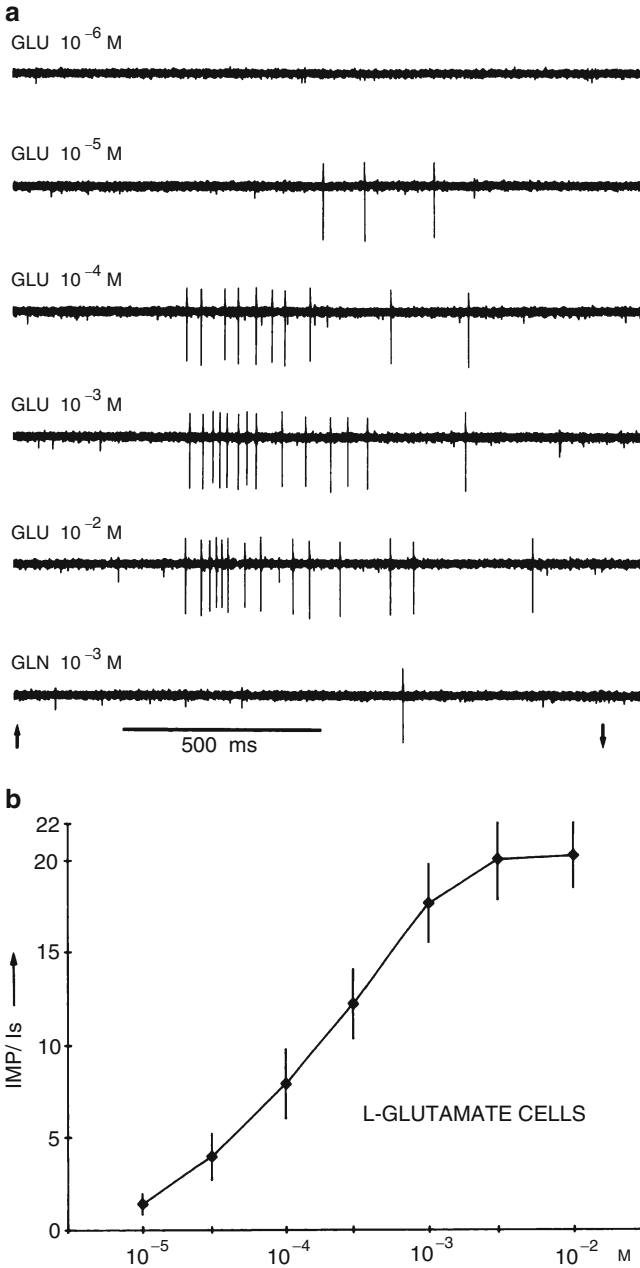 a
GLU 10⁻⁶ M
GLU 10⁻⁵ M
GLU 10⁻⁴ M
GLU 10⁻³ M
GLU 10⁻² M
GLN 10⁻³ M
500 ms
b
22
20
15
10
5
0
IMP/ Is
L-GLUTAMATE CELLS
10⁻⁵ 10⁻⁴ 10⁻³ 10⁻² M